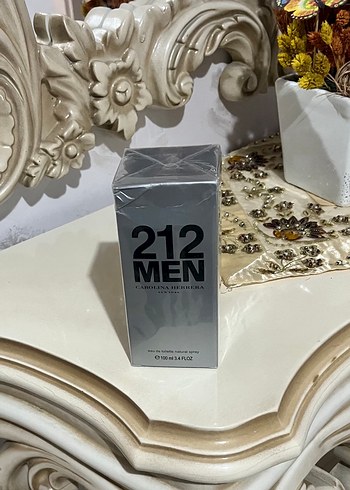 212
MEN
CAROLINA HERRERA
NEW YORK
eau de toilette natural spray
℮ 100 ml 3.4 FL.OZ